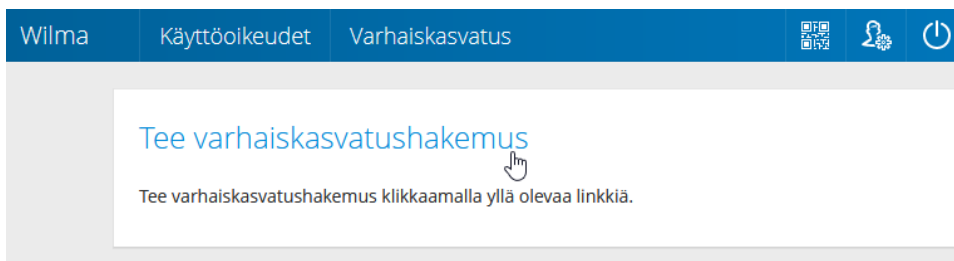 Wilma Käyttöoikeudet Varhaiskasvatus
Tee varhaiskasvatushakemus
Tee varhaiskasvatushakemus klikkaamalla yllä olevaa linkkiä.